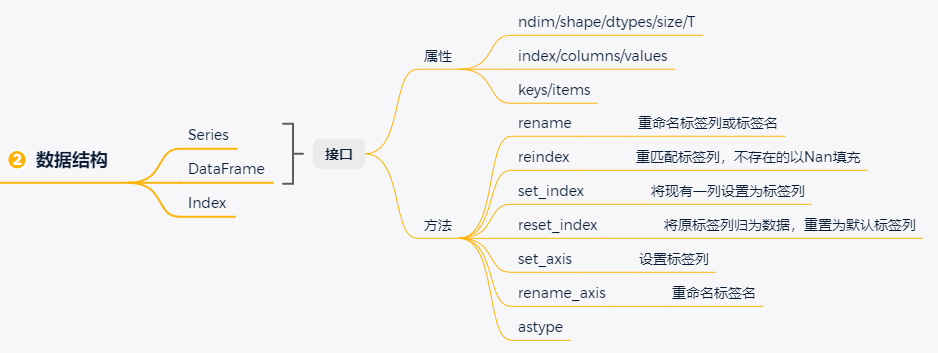 2 数据结构
Series
DataFrame
Index
接口
属性
ndim/shape/dtypes/size/T
index/columns/values
keys/items
方法
rename 重命名标签列或标签名
reindex 重匹配标签列，不存在的以Nan填充
set_index 将现有一列设置为标签列
reset_index 将原标签列归为数据，重置为默认标签列
set_axis 设置标签列
rename_axis 重命名标签名
astype